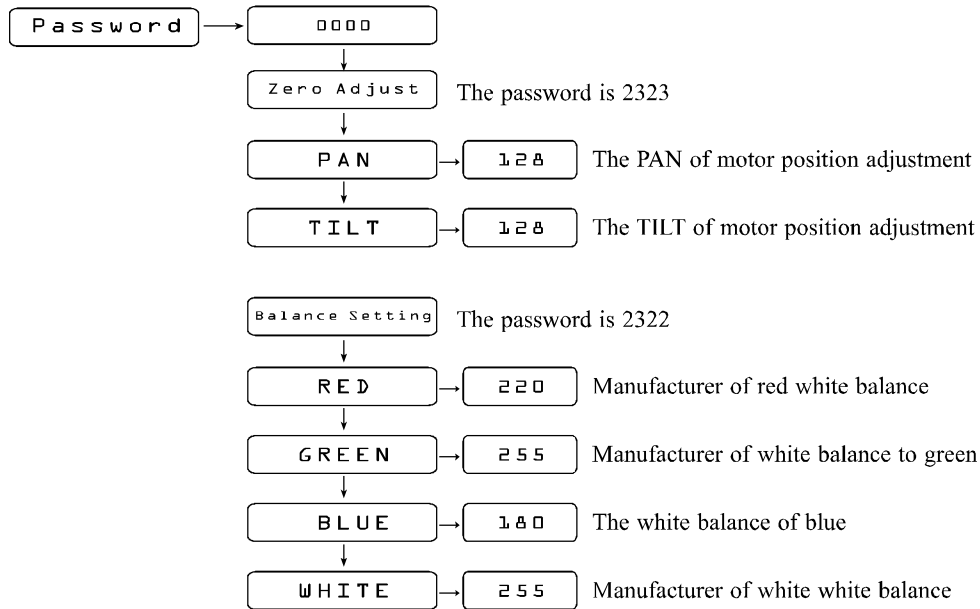 Password 0000
Zero Adjust The password is 2323
PAN 128 The PAN of motor position adjustment
TILT 128 The TILT of motor position adjustment
Balance Setting The password is 2322
RED 220 Manufacturer of red white balance
GREEN 255 Manufacturer of white balance to green
BLUE 180 The white balance of blue
WHITE 255 Manufacturer of white white balance